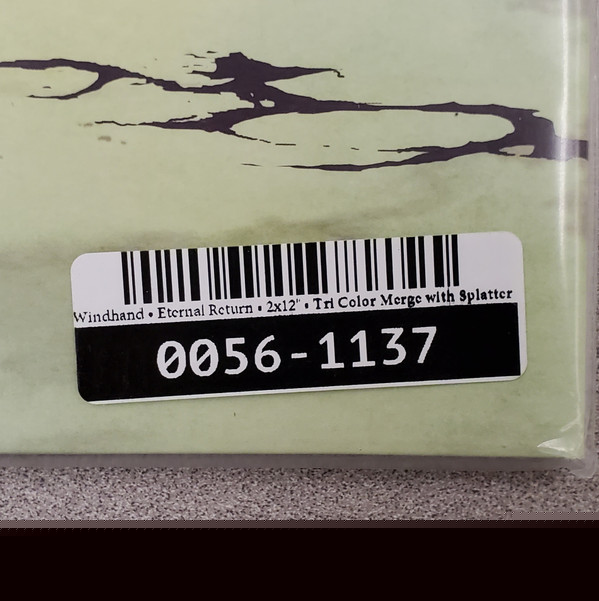 Windhand • Eternal Return • 2x12" • Tri Color Merge with Splatter
0056-1137